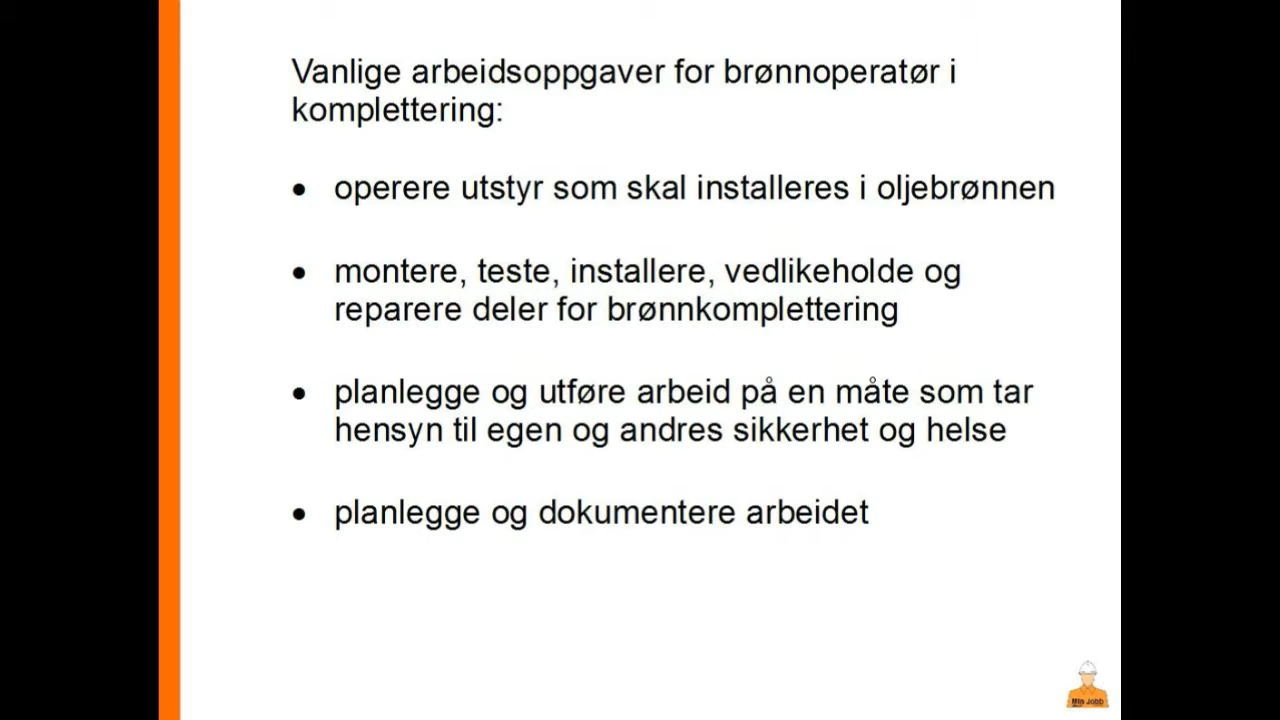 Vanlige arbeidsoppgaver for brønnoperatør i
komplettering:
• operere utstyr som skal installeres i oljebrønnen
• montere, teste, installere, vedlikeholde og
reparere deler for brønnkomplettering
• planlegge og utføre arbeid på en måte som tar
hensyn til egen og andres sikkerhet og helse
• planlegge og dokumentere arbeidet
Min Jobb